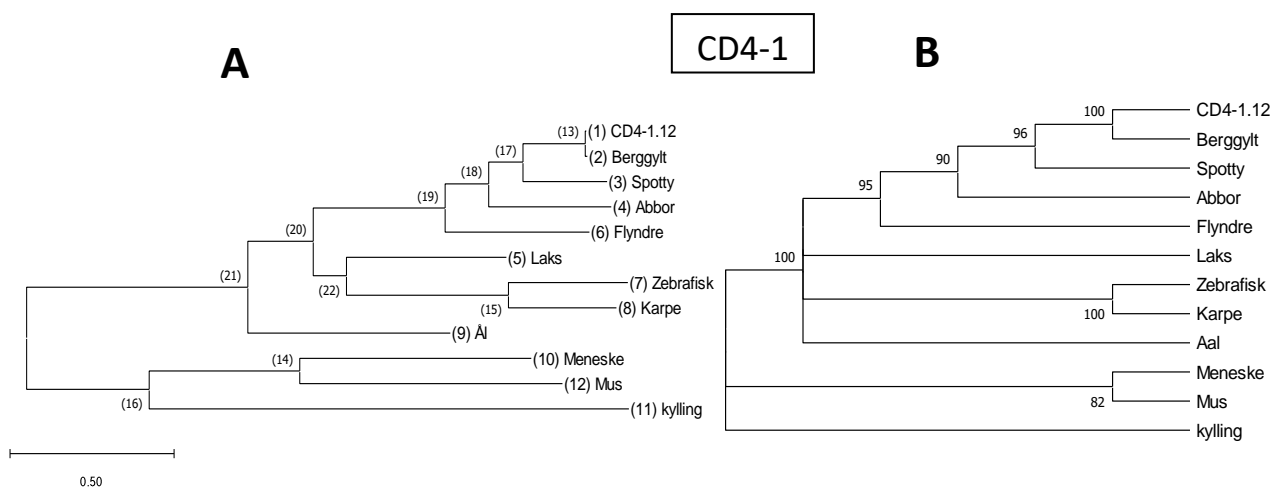 CD4-1
A
(13)
(1) CD4-1.12
(17)
(2) Berggylt
(18)
(3) Spotty
(19)
(4) Abbor
(20)
(6) Flyndre
(5) Laks
(21)
(22)
(7) Zebrafisk
(15)
(8) Karpe
(9) Ål
(14)
(10) Meneske
(12) Mus
(16)
(11) kylling
0.50
B
100
CD4-1.12
96
Berggylt
90
Spotty
95
Abbor
Flyndre
100
Laks
Zebrafisk
100
Karpe
Aal
Meneske
82
Mus
kylling